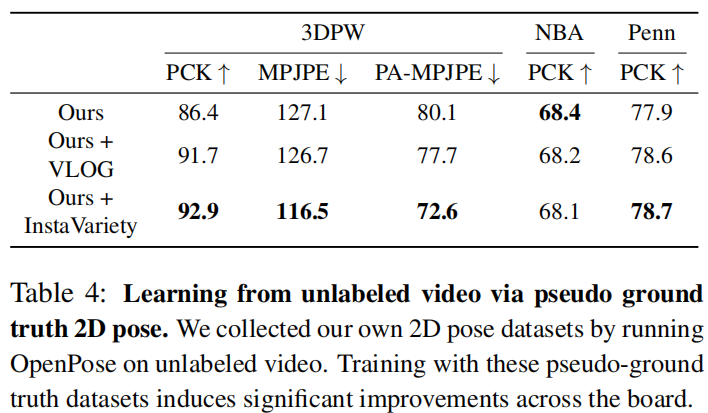 3DPW NBA Penn
PCK ↑ MPJPE ↓ PA-MPJPE ↓ PCK ↑ PCK ↑
Ours 86.4 127.1 80.1 68.4 77.9
Ours +
VLOG 91.7 126.7 77.7 68.2 78.6
Ours +
InstaVariety 92.9 116.5 72.6 68.1 78.7
Table 4: Learning from unlabeled video via pseudo ground
truth 2D pose. We collected our own 2D pose datasets by running
OpenPose on unlabeled video. Training with these pseudo-ground
truth datasets induces significant improvements across the board.